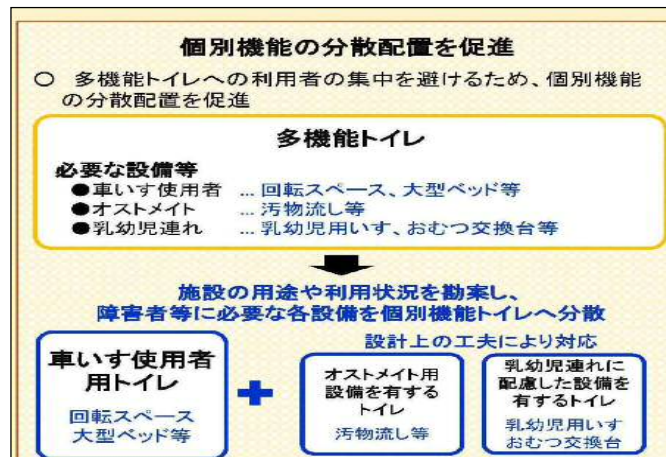 個別機能の分散配置を促進
○ 多機能トイレへの利用者の集中を避けるため、個別機能
の分散配置を促進
多機能トイレ
必要な設備等
●車いす使用者 … 回転スペース、大型ベッド等
●オストメイト … 汚物流し等
●乳幼児連れ … 乳幼児用いす、おむつ交換台等
施設の用途や利用状況を勘案し、
障害者等に必要な各設備を個別機能トイレへ分散
設計上の工夫により対応
車いす使用者
用トイレ
回転スペース
大型ベッド等
+
オストメイト用
設備を有する
トイレ
汚物流し等
乳幼児連れに
配慮した設備を
有するトイレ
乳幼児用いす
おむつ交換台